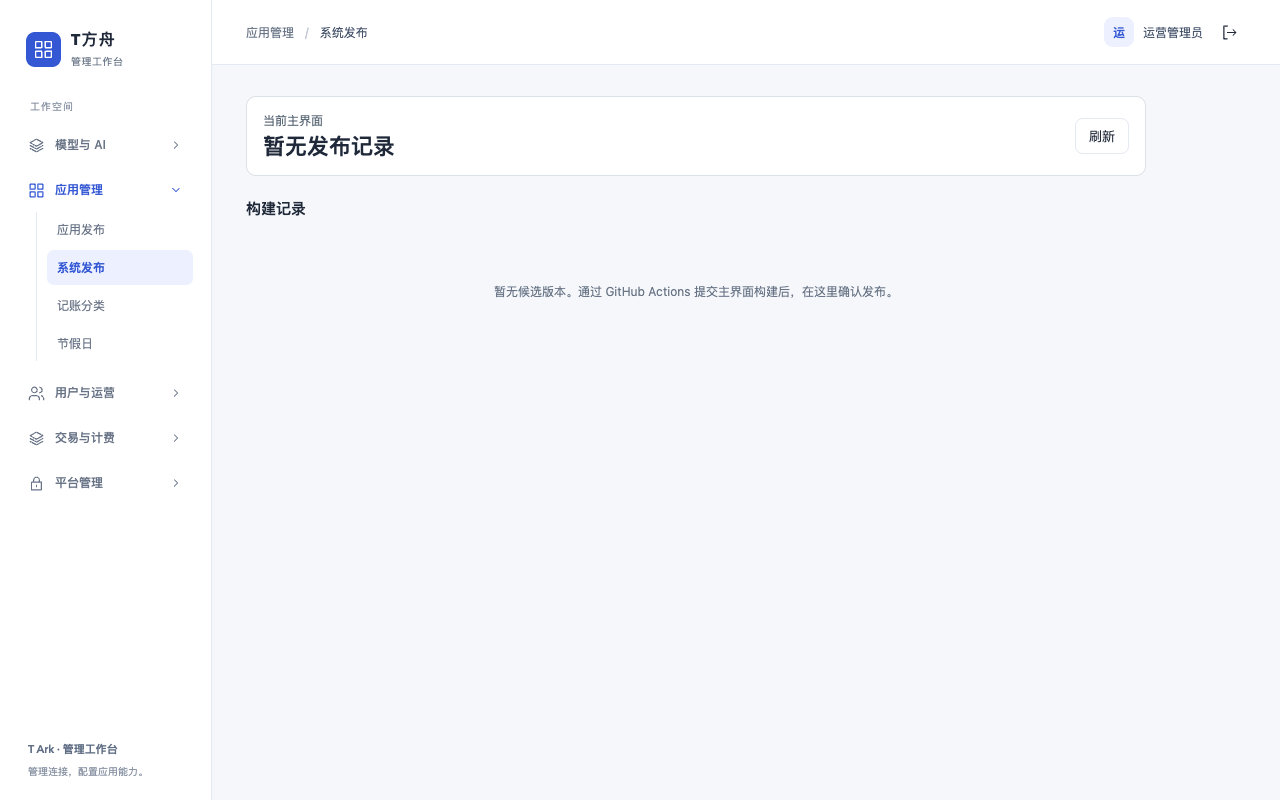 T方舟
管理工作台
工作空间
模型与 AI
应用管理
应用发布
系统发布
记账分类
节假日
用户与运营
交易与计费
平台管理
T Ark · 管理工作台
管理连接，配置应用能力。
应用管理 / 系统发布
运 运营管理员
当前主界面
暂无发布记录
刷新
构建记录
暂无候选版本。通过 GitHub Actions 提交主界面构建后，在这里确认发布。